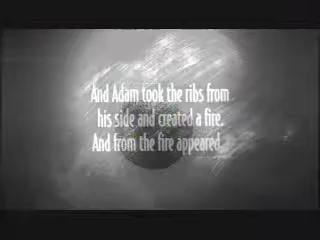 And Adam took the ribs from
his side and created a fire.
And from the fire appeared,